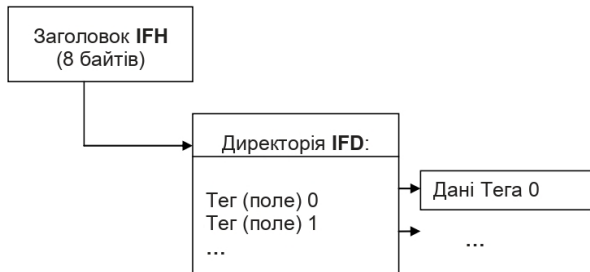 Заголовок IFH
(8 байтів)
Директорія IFD:
Тег (поле) 0
Дані Тега 0
Тег (поле) 1
...
...